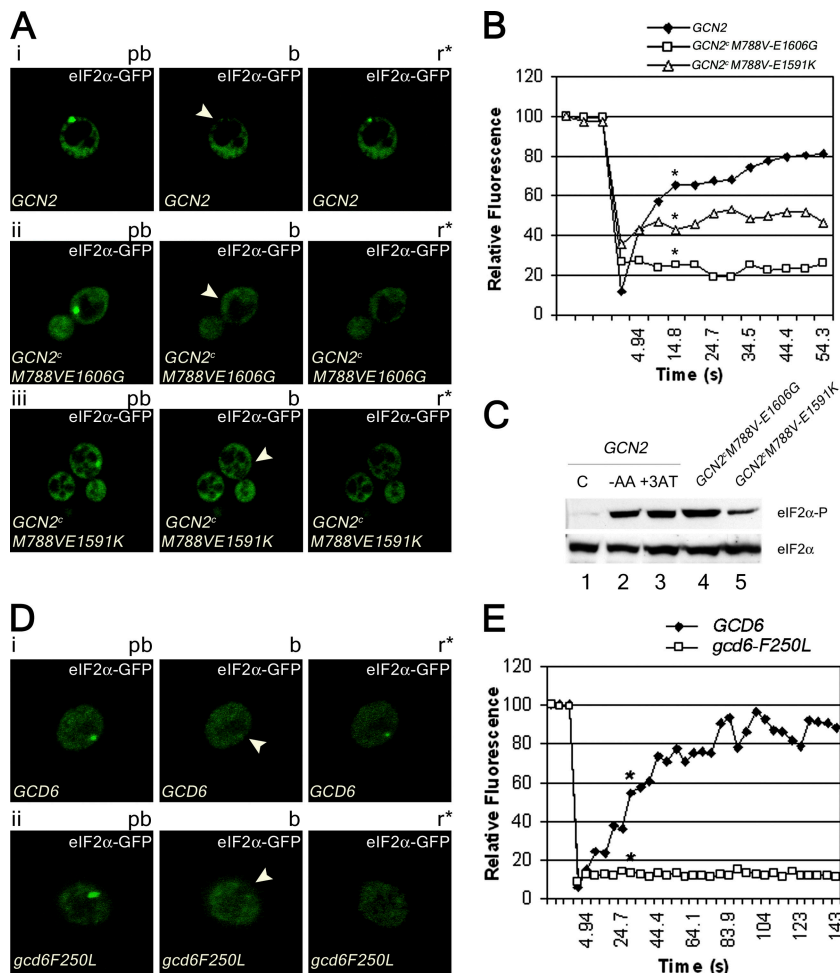 A
i
pb
b
r*
eIF2α-GFP
eIF2α-GFP
eIF2α-GFP
GCN2
GCN2
GCN2
ii
eIF2α-GFP
eIF2α-GFP
eIF2α-GFP
GCN2ᶜ
M788VE1606G
GCN2ᶜ
M788VE1606G
GCN2ᶜ
M788VE1606G
iii
pb
b
r*
eIF2α-GFP
eIF2α-GFP
eIF2α-GFP
GCN2ᶜ
M788VE1591K
GCN2ᶜ
M788VE1591K
GCN2ᶜ
M788VE1591K
B
GCN2
GCN2ᶜ M788V-E1606G
GCN2ᶜ M788V-E1591K
Relative Fluorescence
120
100
80
60
40
20
0
*
*
*
4.94
14.8
24.7
34.5
44.4
54.3
Time (s)
C
GCN2
GCN2ᶜM788V-E1606G
GCN2ᶜM788V-E1591K
C -AA +3AT
eIF2α-P
eIF2α
1 2 3 4 5
D
i
pb
b
r*
eIF2α-GFP
eIF2α-GFP
eIF2α-GFP
GCD6
GCD6
GCD6
ii
pb
b
r*
eIF2α-GFP
eIF2α-GFP
eIF2α-GFP
gcd6F250L
gcd6F250L
gcd6F250L
E
GCD6
gcd6-F250L
Relative Fluorescence
120
100
80
60
40
20
0
*
*
4.94
24.7
44.4
64.1
83.9
104
123
143
Time (s)